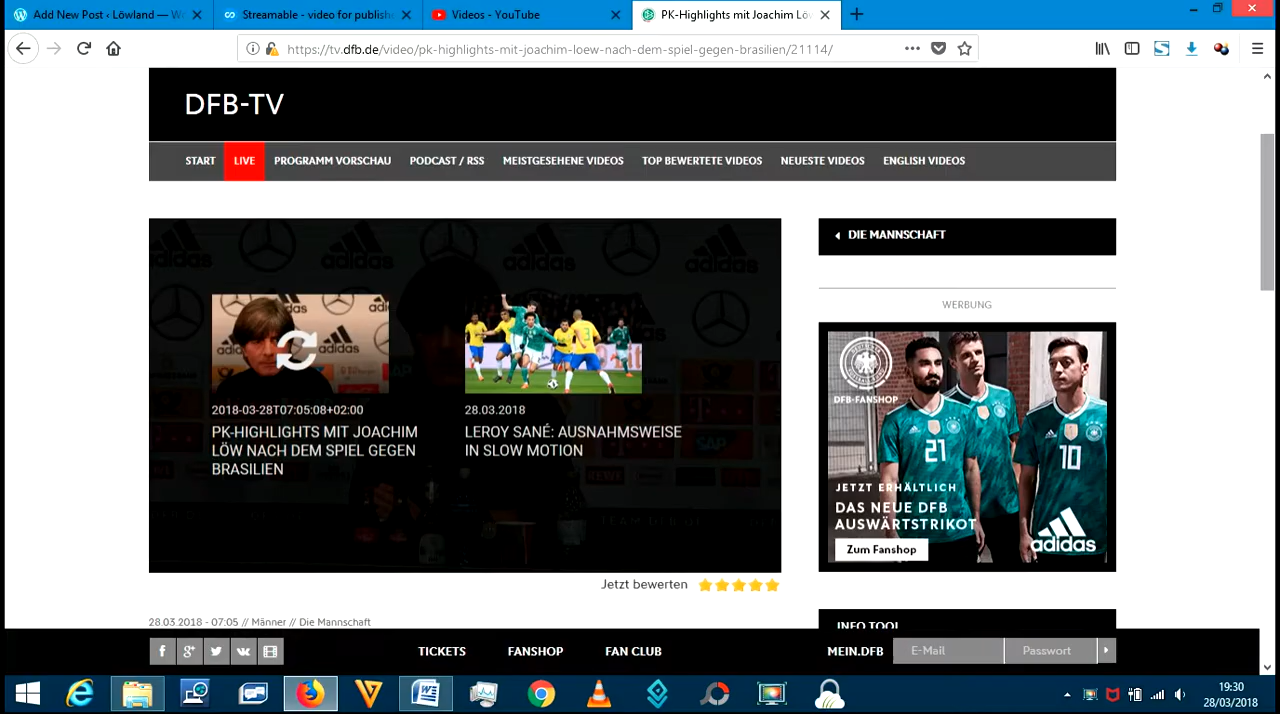 Add New Post ‹ Löwland — W
Streamable - video for publish
Videos - YouTube
PK-Highlights mit Joachim Lö
https://tv.dfb.de/video/pk-highlights-mit-joachim-loew-nach-dem-spiel-gegen-brasilien/21114/
DFB-TV
START LIVE PROGRAMM VORSCHAU PODCAST / RSS MEISTGESEHENE VIDEOS TOP BEWERTETE VIDEOS NEUESTE VIDEOS ENGLISH VIDEOS
adidas
2018-03-28T07:05:08+02:00
PK-HIGHLIGHTS MIT JOACHIM
LÖW NACH DEM SPIEL GEGEN
BRASILIEN
28.03.2018
LEROY SANÉ: AUSNAHMSWEISE
IN SLOW MOTION
Jetzt bewerten
28.03.2018 - 07:05 // Männer // Die Mannschaft
DIE MANNSCHAFT
WERBUNG
DFB-FANSHOP
21
10
JETZT ERHÄLTLICH
DAS NEUE DFB
AUSWÄRTSTRIKOT
Zum Fanshop
adidas
INFO TOOL
TICKETS FANSHOP FAN CLUB MEIN.DFB E-Mail Passwort
19:30
28/03/2018